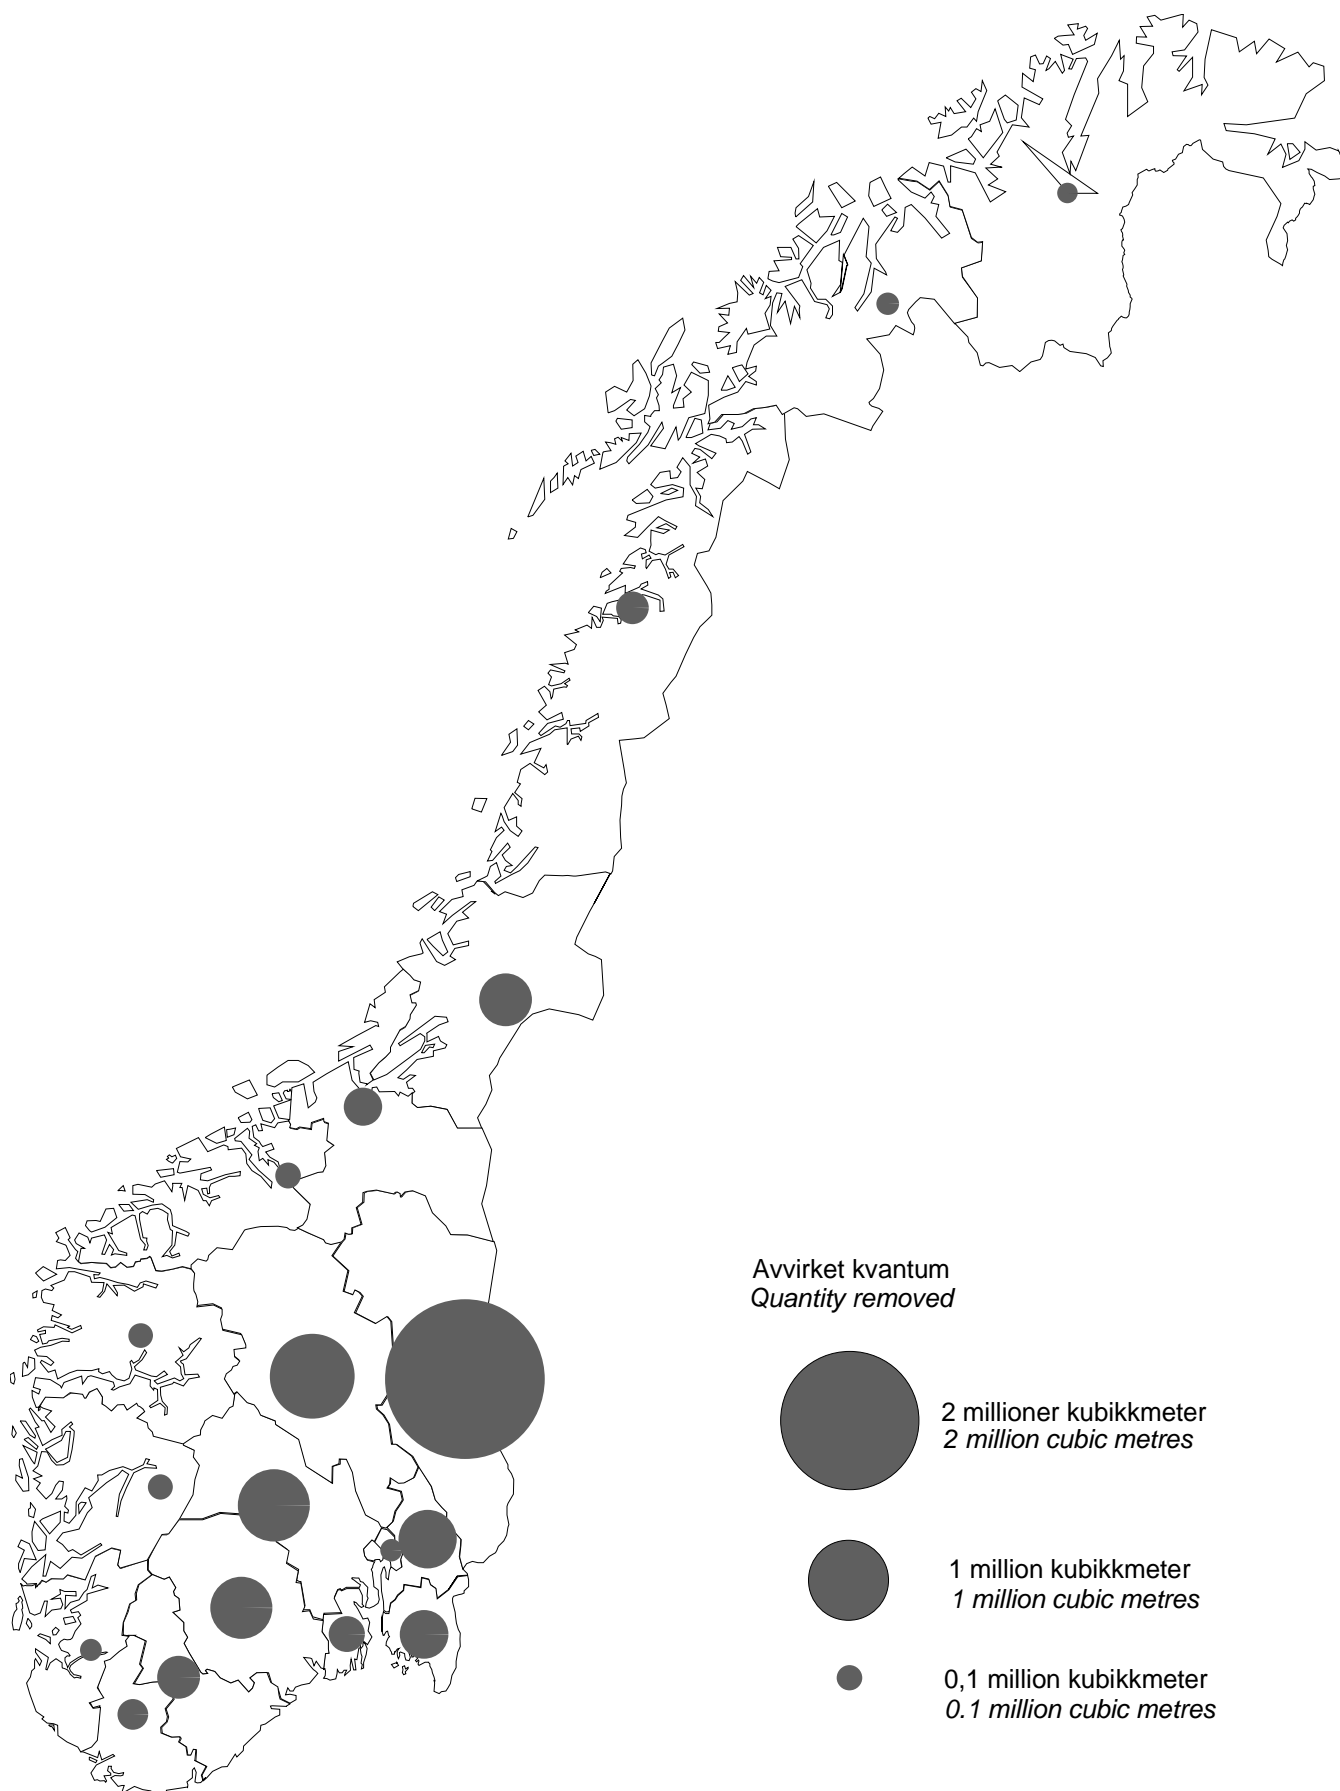 Avvirket kvantum
Quantity removed
2 millioner kubikkmeter
2 million cubic metres
1 million kubikkmeter
1 million cubic metres
0,1 million kubikkmeter
0.1 million cubic metres